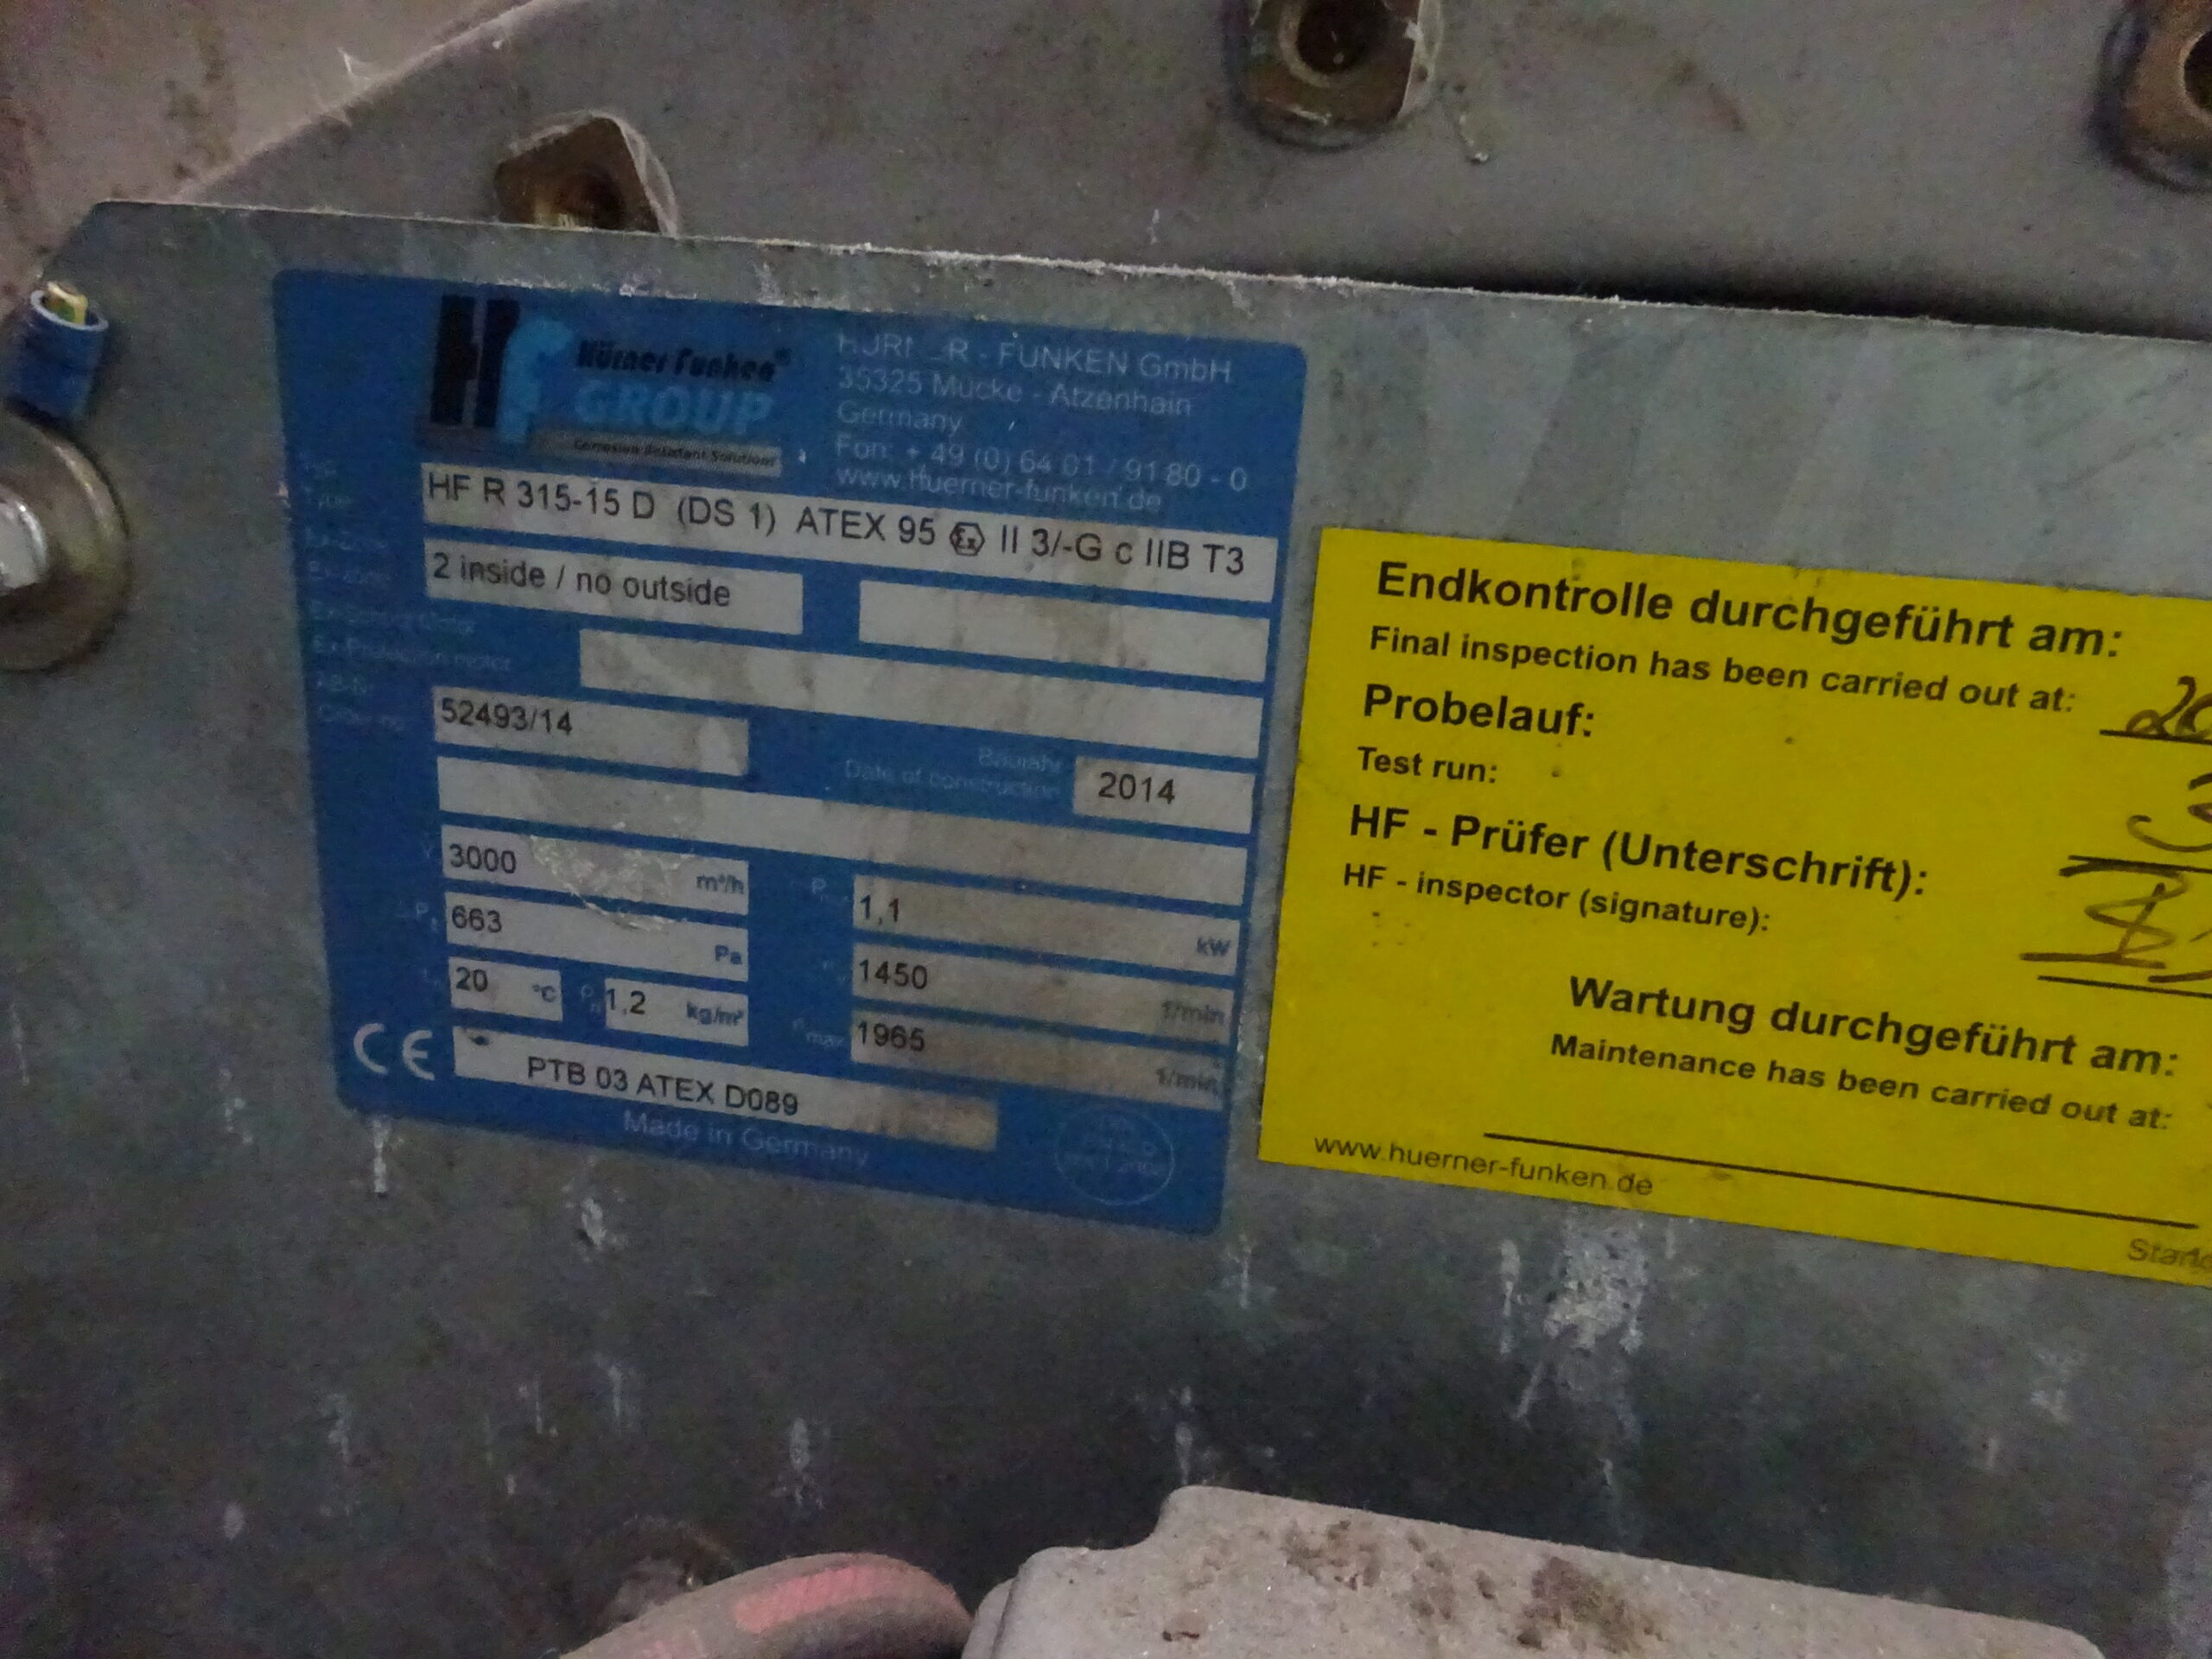 Hürner Funken®
GROUP
Corrosion Resistant Solutions
- FUNKEN GmbH
35325 Mücke - Atzenhain
Germany
Fon: + 49 (0) 64 01 / 91 80 - 0
www.huerner-funken.de
HF R 315-15 D (DS 1) ATEX 95 Ex II 3/-G c IIB T3
2 inside / no outside
52493/14
Baujahr
Date of construction
2014
3000 m³/h
663 Pa
20 °C
1,2 kg/m³
1,1 kW
1450 1/min
max 1965 1/min
CE
PTB 03 ATEX D089
Made in Germany
Endkontrolle durchgeführt am:
Final inspection has been carried out at:
Probelauf:
Test run:
HF - Prüfer (Unterschrift):
HF - inspector (signature):
Wartung durchgeführt am:
Maintenance has been carried out at:
www.huerner-funken.de